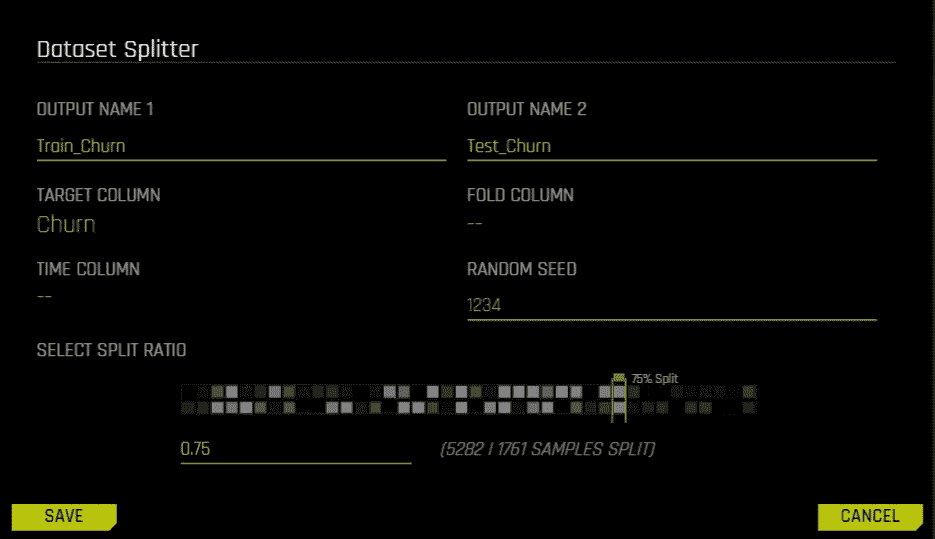 Dataset Splitter
OUTPUT NAME 1
OUTPUT NAME 2
Train_Churn
Test_Churn
TARGET COLUMN
FOLD COLUMN
Churn
--
TIME COLUMN
RANDOM SEED
--
1234
SELECT SPLIT RATIO
75% Split
0.75
(5282 | 1761 SAMPLES SPLIT)
SAVE
CANCEL